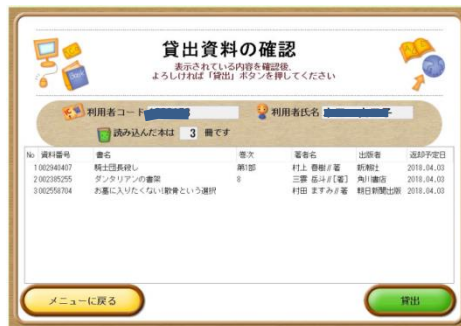 貸出資料の確認
表示されている内容を確認後、
よろしければ「貸出」ボタンを押してください
利用者コード 利用者氏名
読み込んだ本は 3 冊です
No 資料番号 書名 巻次 著者名 出版者 返却予定日
1 002940407 騎士団長殺し 第1部 村上 春樹∥著 新潮社 2018.04.03
2 002385255 ダンタリアンの書架 8 三雲 岳斗∥[著] 角川書店 2018.04.03
3 002558704 お墓に入りたくない!散骨という選択 村田 ますみ∥著 朝日新聞出版 2018.04.03
メニューに戻る 貸出